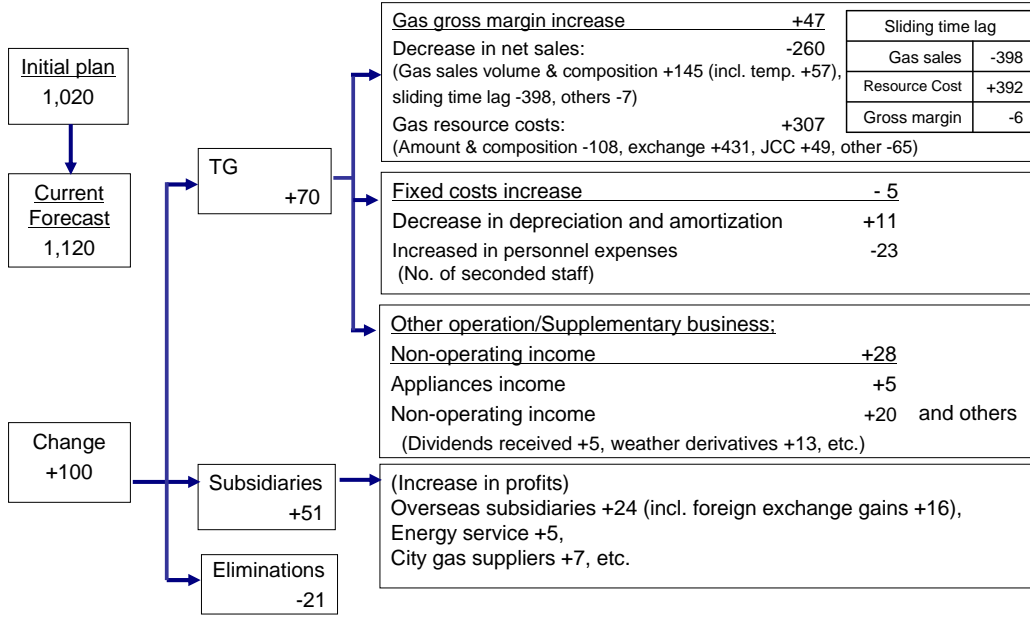 Initial plan
1,020
Current
Forecast
1,120
Change
+100
TG
+70
Subsidiaries
+51
Eliminations
-21
Gas gross margin increase +47
Decrease in net sales: -260
(Gas sales volume & composition +145 (incl. temp. +57),
sliding time lag -398, others -7)
Gas resource costs: +307
(Amount & composition -108, exchange +431, JCC +49, other -65)
Sliding time lag
Gas sales -398
Resource Cost +392
Gross margin -6
Fixed costs increase - 5
Decrease in depreciation and amortization +11
Increased in personnel expenses -23
(No. of seconded staff)
Other operation/Supplementary business;
Non-operating income +28
Appliances income +5
Non-operating income +20 and others
(Dividends received +5, weather derivatives +13, etc.)
(Increase in profits)
Overseas subsidiaries +24 (incl. foreign exchange gains +16),
Energy service +5,
City gas suppliers +7, etc.